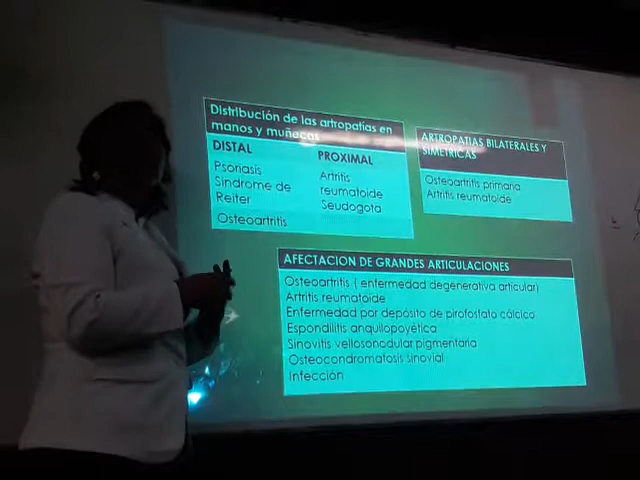 Distribución de las artropatías en
manos y muñecas
DISTAL
Psoriasis
Síndrome de
Reiter
Osteoartritis
PROXIMAL
Artritis
reumatoide
Seudogota
ARTROPATIAS BILATERALES Y
SIMETRICAS
Osteoartritis primaria
Artritis reumatoide
AFECTACION DE GRANDES ARTICULACIONES
Osteoartritis ( enfermedad degenerativa articular)
Artritis reumatoide
Enfermedad por depósito de pirofosfato cálcico
Espondilitis anquilopoyética
Sinovitis vellosonodular pigmentaria
Osteocondromatosis sinovial
Infección